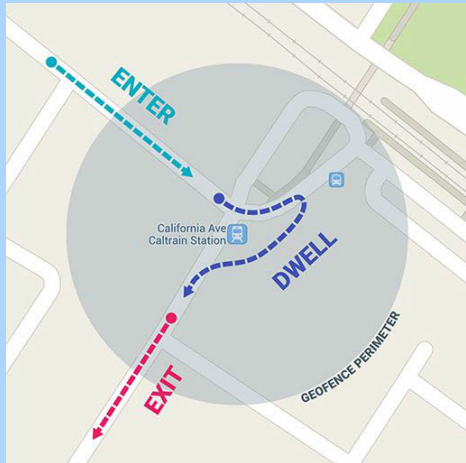 ENTER
California Ave
Caltrain Station
DWELL
EXIT
GEOFENCE PERIMETER